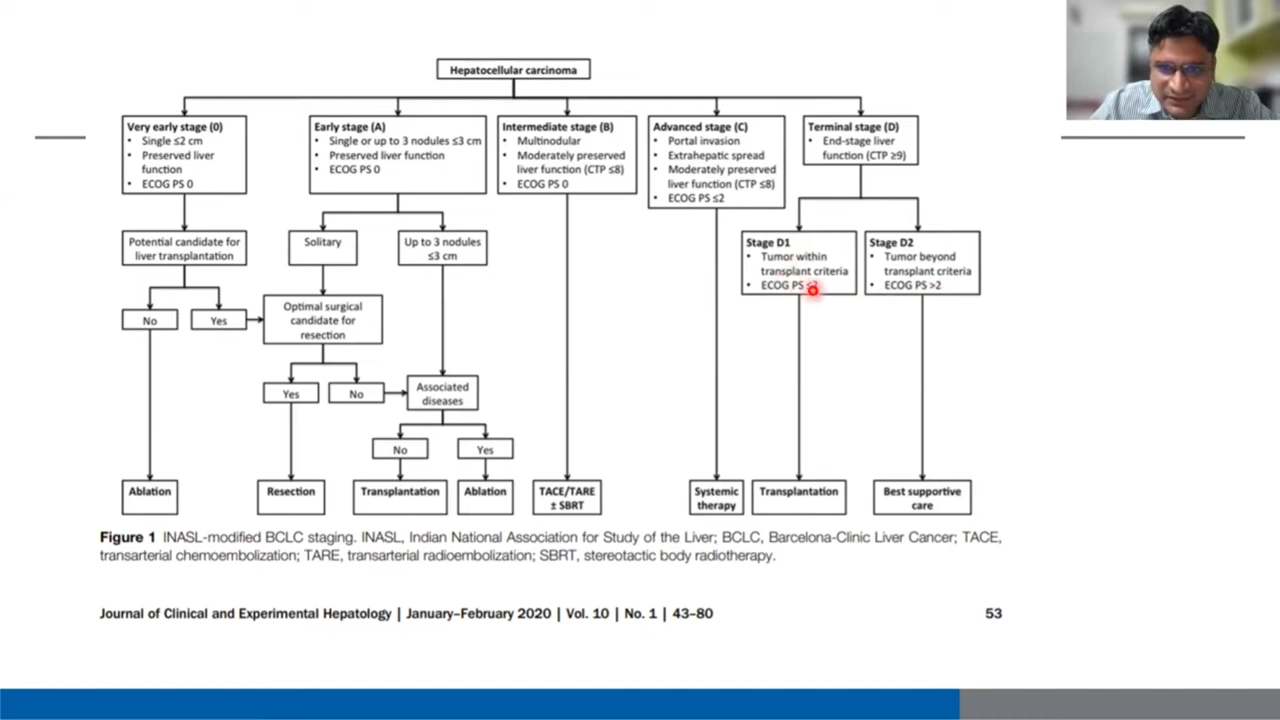 Hepatocellular carcinoma
Very early stage (0)
• Single ≤2 cm
• Preserved liver
function
• ECOG PS 0
Early stage (A)
• Single or up to 3 nodules ≤3 cm
• Preserved liver function
• ECOG PS 0
Intermediate stage (B)
• Multinodular
• Moderately preserved
liver function (CTP ≤8)
• ECOG PS 0
Advanced stage (C)
• Portal invasion
• Extrahepatic spread
• Moderately preserved
liver function (CTP ≤8)
• ECOG PS ≤2
Terminal stage (D)
• End-stage liver
function (CTP ≥9)
Potential candidate for
liver transplantation
Solitary
Up to 3 nodules
≤3 cm
Stage D1
• Tumor within
transplant criteria
• ECOG PS
Stage D2
• Tumor beyond
transplant criteria
• ECOG PS >2
No
Yes
Optimal surgical
candidate for
resection
Yes
No
Associated
diseases
No
Yes
Ablation
Resection
Transplantation
Ablation
TACE/TARE
± SBRT
Systemic
therapy
Transplantation
Best supportive
care
Figure 1 INASL-modified BCLC staging. INASL, Indian National Association for Study of the Liver; BCLC, Barcelona-Clinic Liver Cancer; TACE,
transarterial chemoembolization; TARE, transarterial radioembolization; SBRT, stereotactic body radiotherapy.
Journal of Clinical and Experimental Hepatology | January–February 2020 | Vol. 10 | No. 1 | 43–80 53